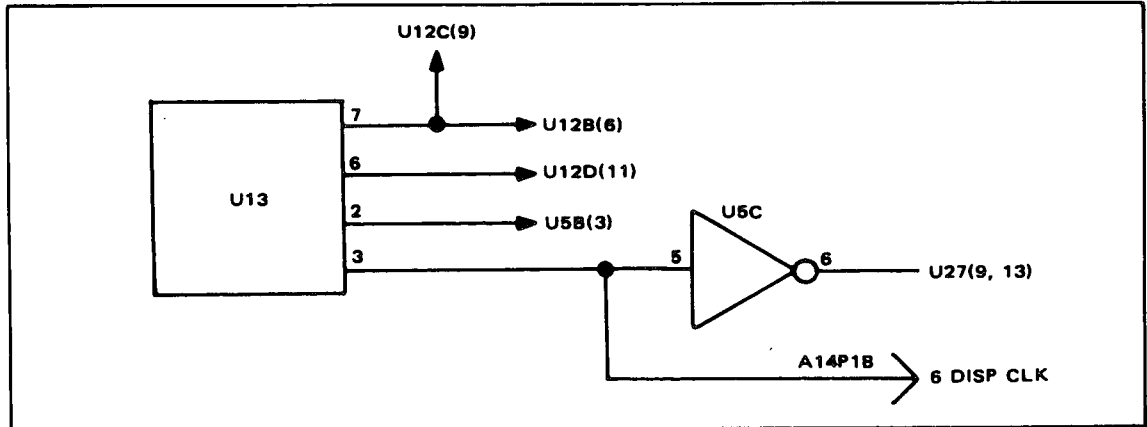 U12C(9)
7
U12B(6)
6
U12D(11)
U13
2
U5B(3)
U5C
3
5
6
U27(9, 13)
A14P1B
6 DISP CLK